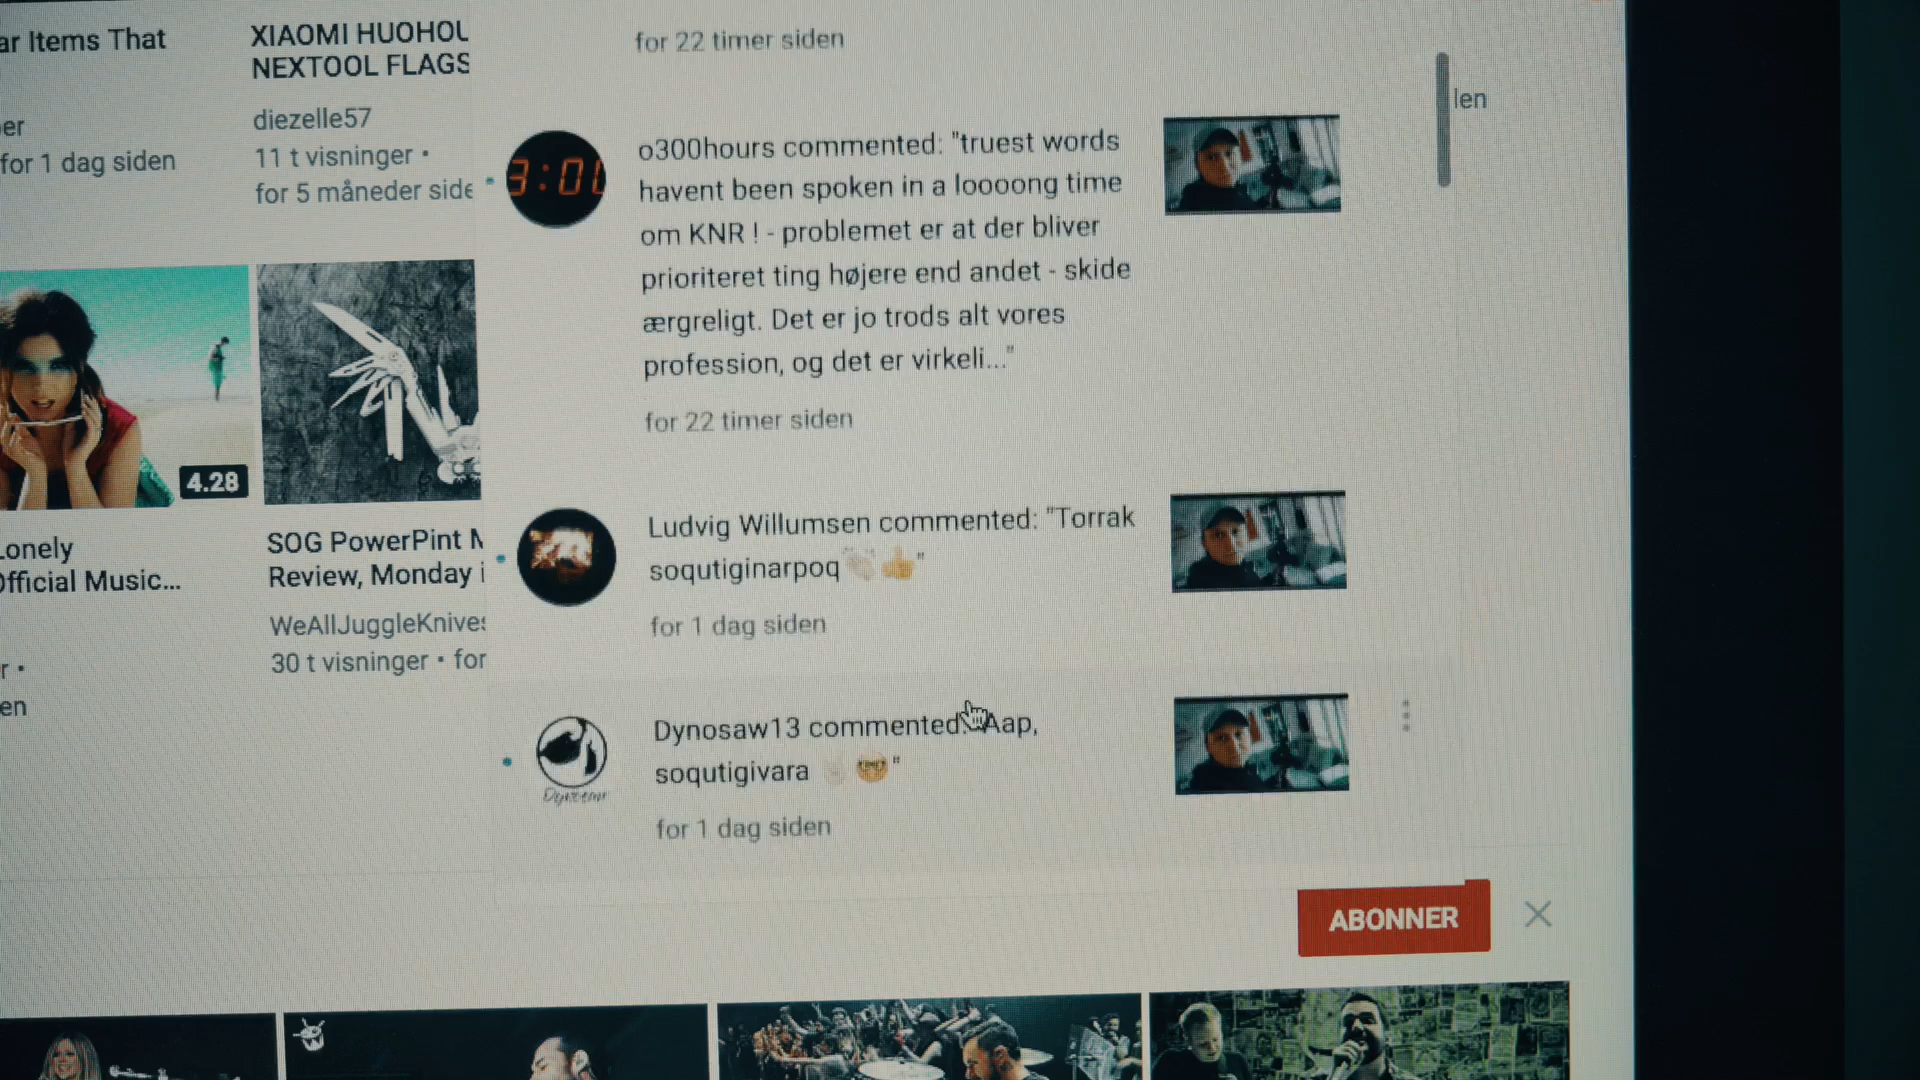 ar Items That
er
for 1 dag siden
XIAOMI HUOHOU
NEXTOOL FLAGS
diezelle57
11 t visninger •
for 5 måneder side
4.28
Lonely
Official Music...
r •
en
SOG PowerPint M
Review, Monday i
WeAllJuggleKnives
30 t visninger • for
for 22 timer siden
len
3:01
o300hours commented: "truest words
havent been spoken in a loooong time
om KNR ! - problemet er at der bliver
prioriteret ting højere end andet - skide
ærgreligt. Det er jo trods alt vores
profession, og det er virkeli..."
for 22 timer siden
Ludvig Willumsen commented: "Torrak
soqutiginarpoq👏👍"
for 1 dag siden
Dynosaw13 commented: "Aap,
soqutigivara 🤓"
for 1 dag siden
ABONNER